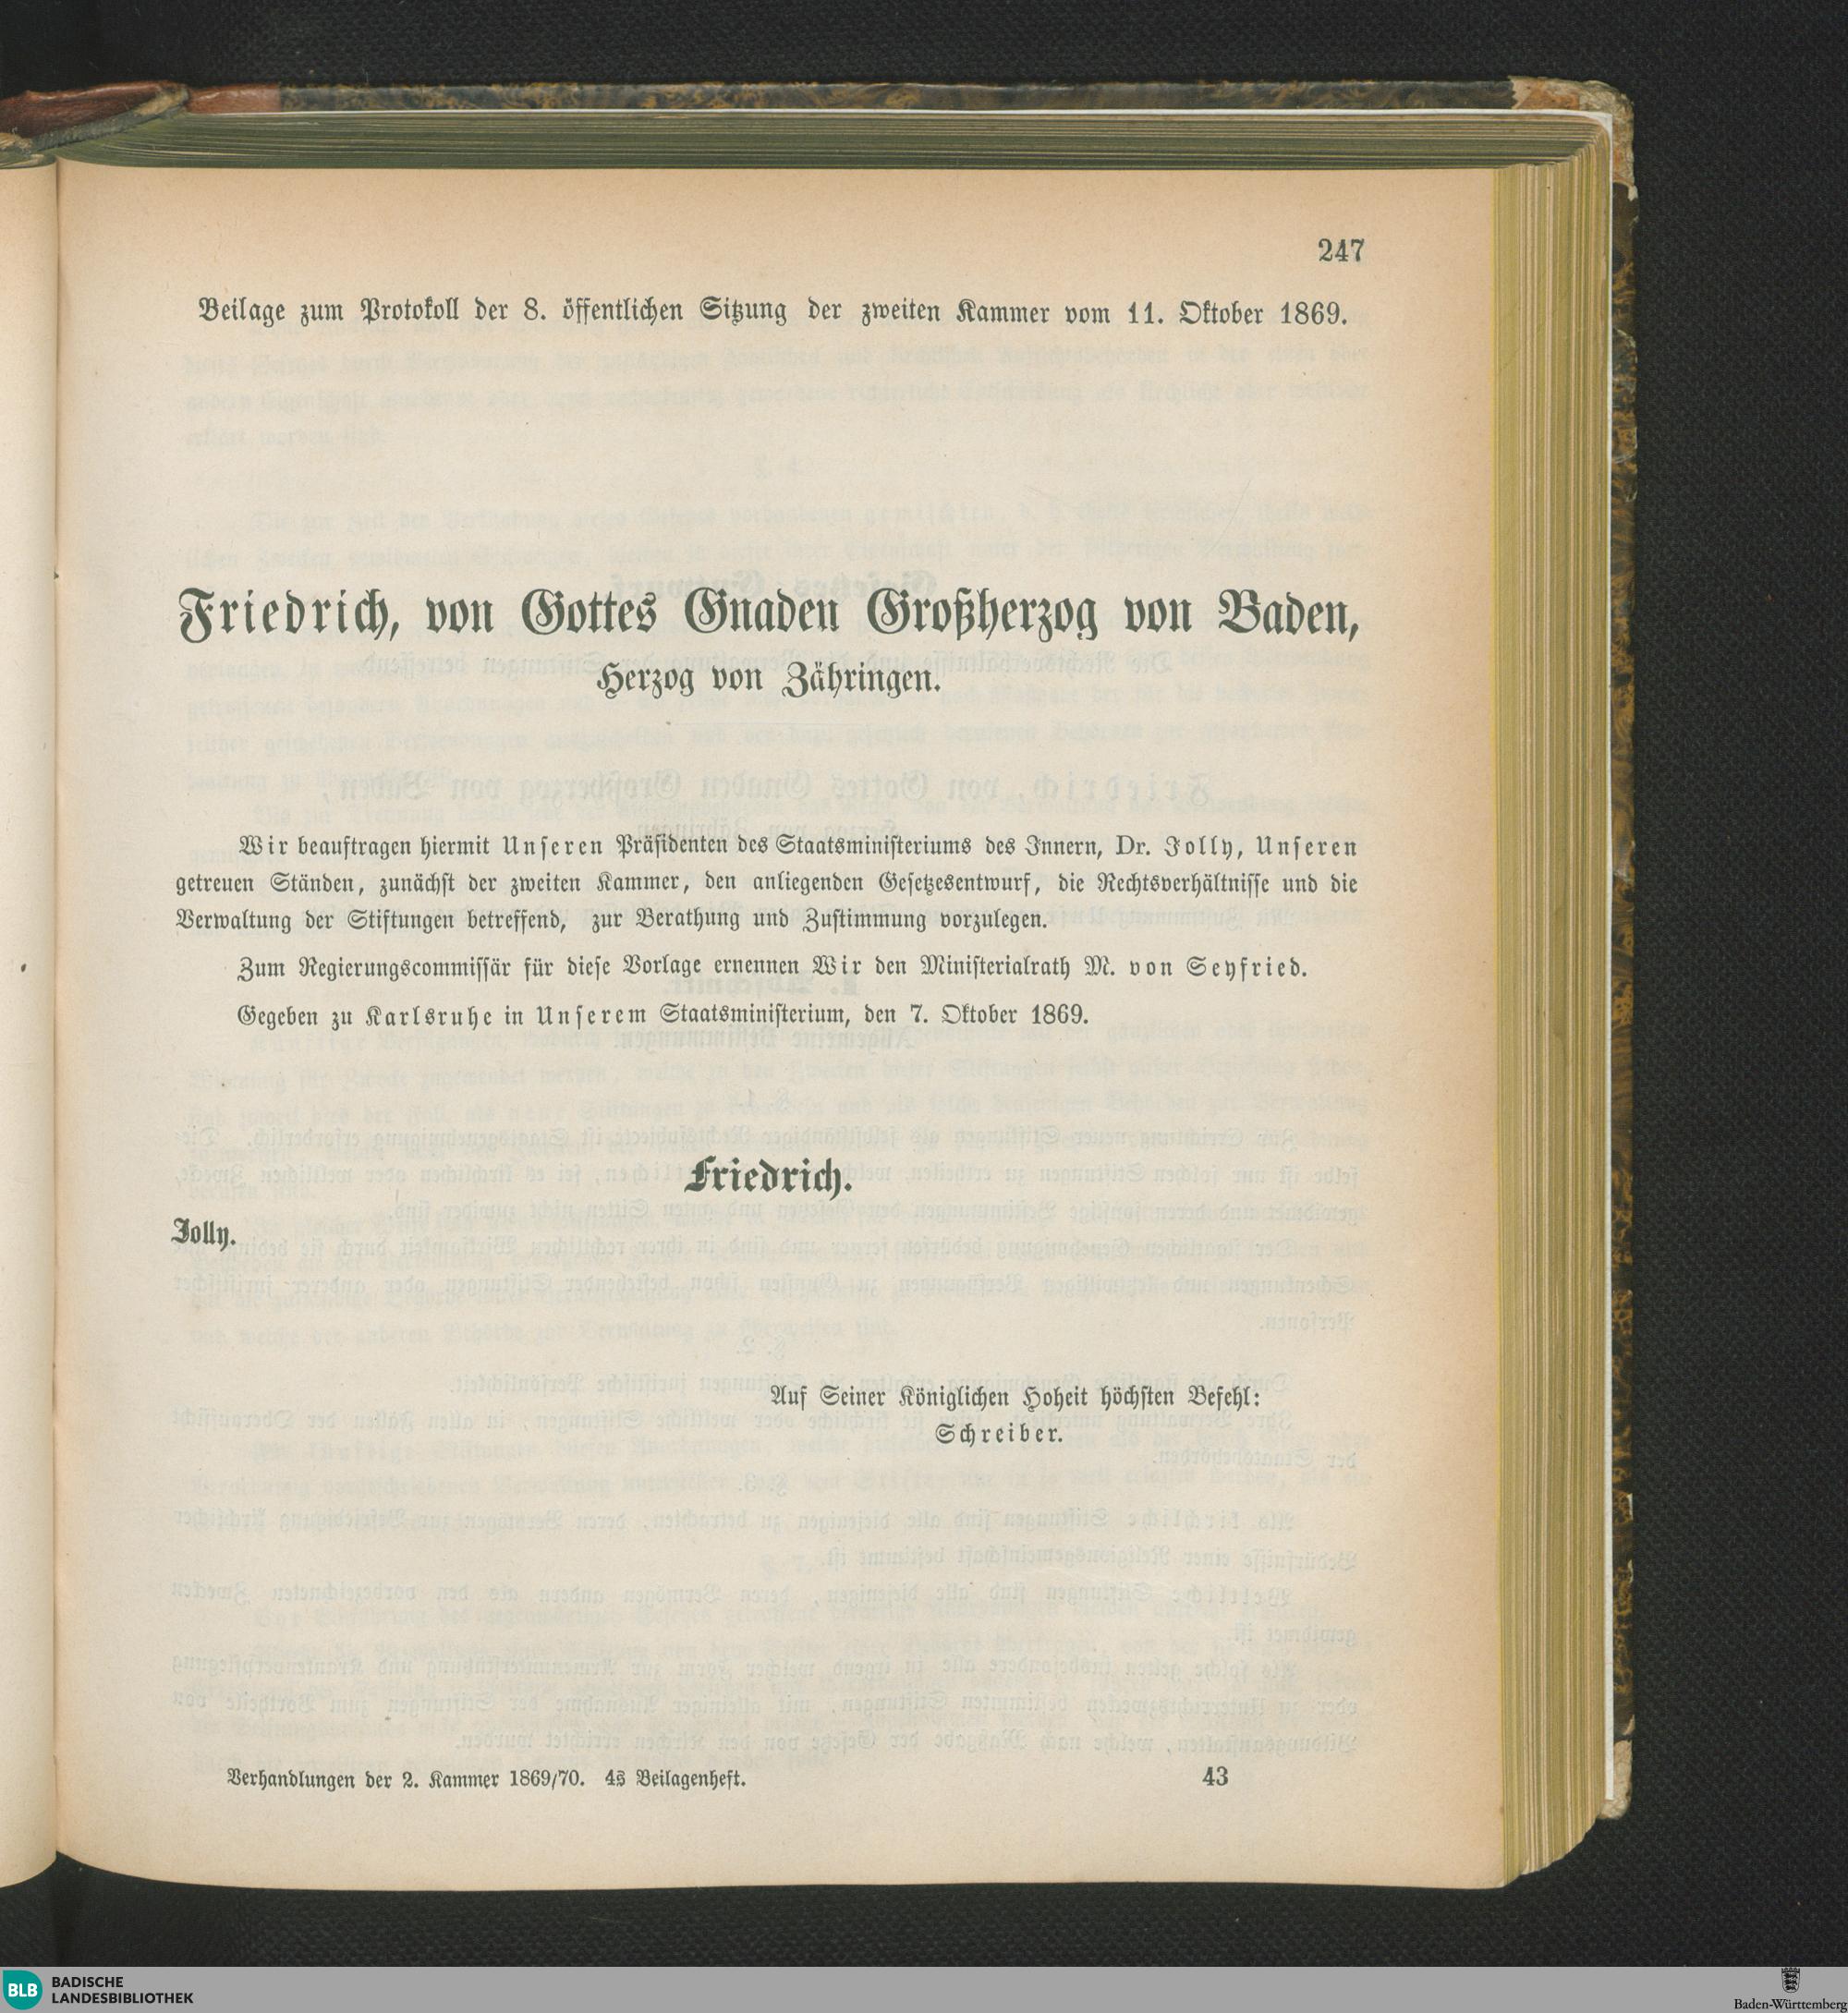 247
Beilage zum Protokoll der 8. öffentlichen Sitzung der zweiten Kammer vom 11. Oktober 1869.
Friedrich, von Gottes Gnaden Großherzog von Baden,
Herzog von Zähringen.
Wir beauftragen hiermit Unseren Präsidenten des Staatsministeriums des Innern, Dr. Jolly, Unseren
getreuen Ständen, zunächst der zweiten Kammer, den anliegenden Gesetzesentwurf, die Rechtsverhältnisse und die
Verwaltung der Stiftungen betreffend, zur Berathung und Zustimmung vorzulegen.
Zum Regierungscommissär für diese Vorlage ernennen Wir den Ministerialrath M. von Seyfried.
Gegeben zu Karlsruhe in Unserem Staatsministerium, den 7. Oktober 1869.
Friedrich.
Jolly.
Auf Seiner Königlichen Hoheit höchsten Befehl:
Schreiber.
Verhandlungen der 2. Kammer 1869/70. 4s Beilagenheft. 43
BLB BADISCHE
LANDESBIBLIOTHEK
Baden-Württemberg